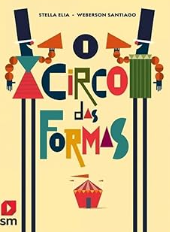 STELLA ELIA • WEBERSON SANTIAGO
O
CIRCO
das
FORMAS
sm